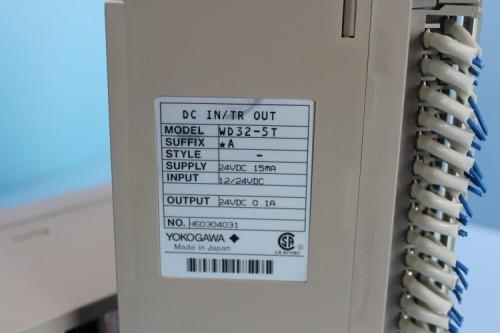 DC IN/TR OUT
MODEL WD32-5T
SUFFIX ★A
STYLE -
SUPPLY 24VDC 15mA
INPUT 12/24VDC
OUTPUT 24VDC 0.1A
NO. H6D304031
YOKOGAWA ◆
Made in Japan